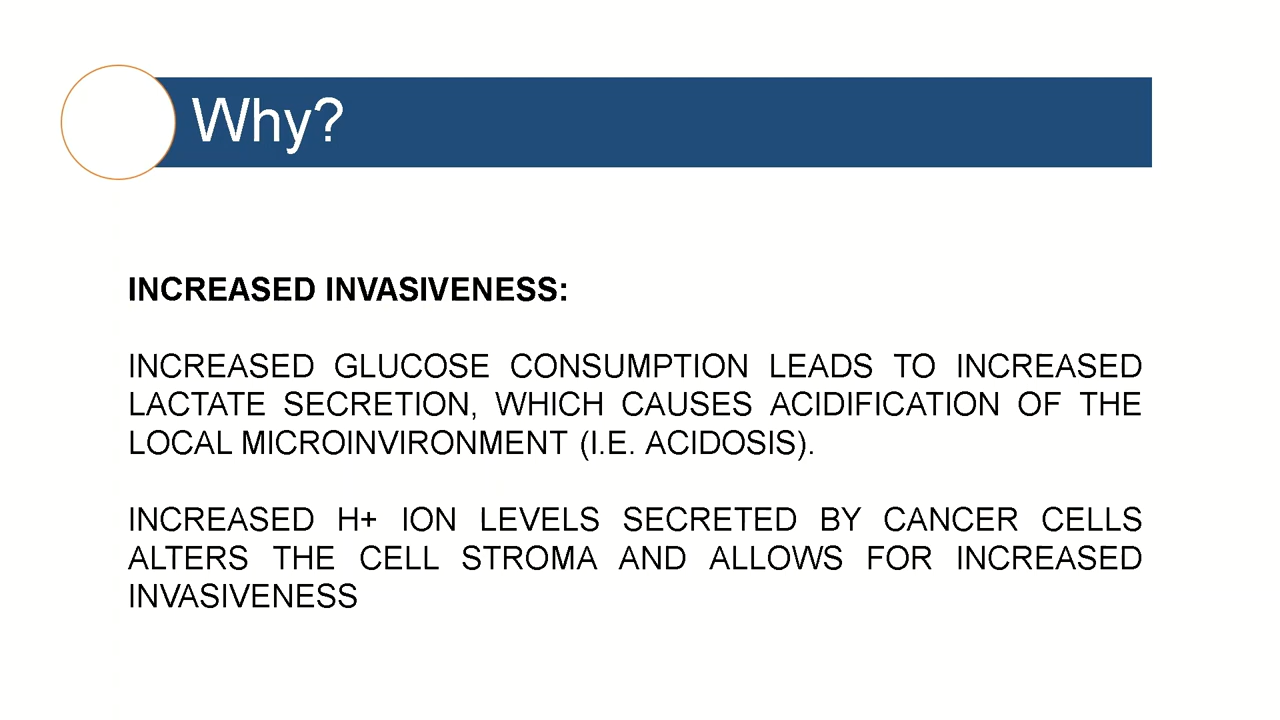 Why?
INCREASED INVASIVENESS:
INCREASED GLUCOSE CONSUMPTION LEADS TO INCREASED
LACTATE SECRETION, WHICH CAUSES ACIDIFICATION OF THE
LOCAL MICROINVIRONMENT (I.E. ACIDOSIS).
INCREASED H+ ION LEVELS SECRETED BY CANCER CELLS
ALTERS THE CELL STROMA AND ALLOWS FOR INCREASED
INVASIVENESS